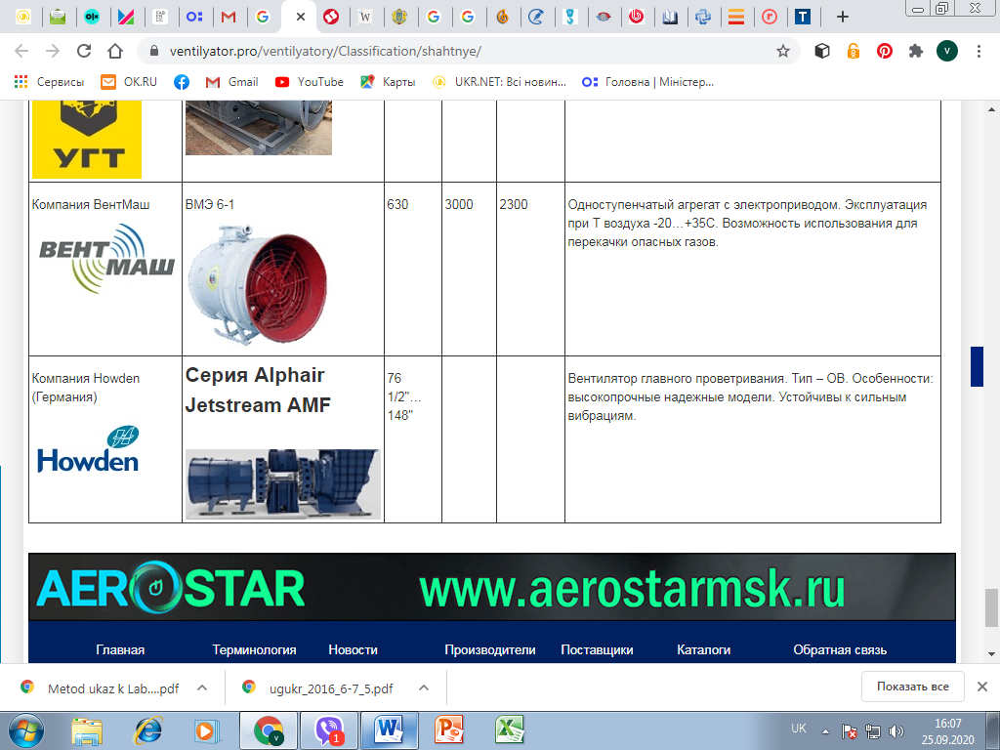 ventilyator.pro/ventilyatory/Classification/shahtnye/
Сервисы
OK.RU
Gmail
YouTube
Карты
UKR.NET: Всі новин...
Головна | Міністер...
УГТ
Компания ВентМаш
ВЕНТ
МАШ
ВМЭ 6-1
630
3000
2300
Одноступенчатый агрегат с электроприводом. Эксплуатация
при Т воздуха -20…+35С. Возможность использования для
перекачки опасных газов.
Компания Howden
(Германия)
Howden
Серия Alphair
Jetstream AMF
76
1/2"…
148"
Вентилятор главного проветривания. Тип – ОВ. Особенности:
высокопрочные надежные модели. Устойчивы к сильным
вибрациям.
AEROSTAR
www.aerostarmsk.ru
Главная
Терминология
Новости
Производители
Поставщики
Каталоги
Обратная связь
Metod ukaz k Lab....pdf
ugukr_2016_6-7_5.pdf
Показать все
UK
16:07
25.09.2020